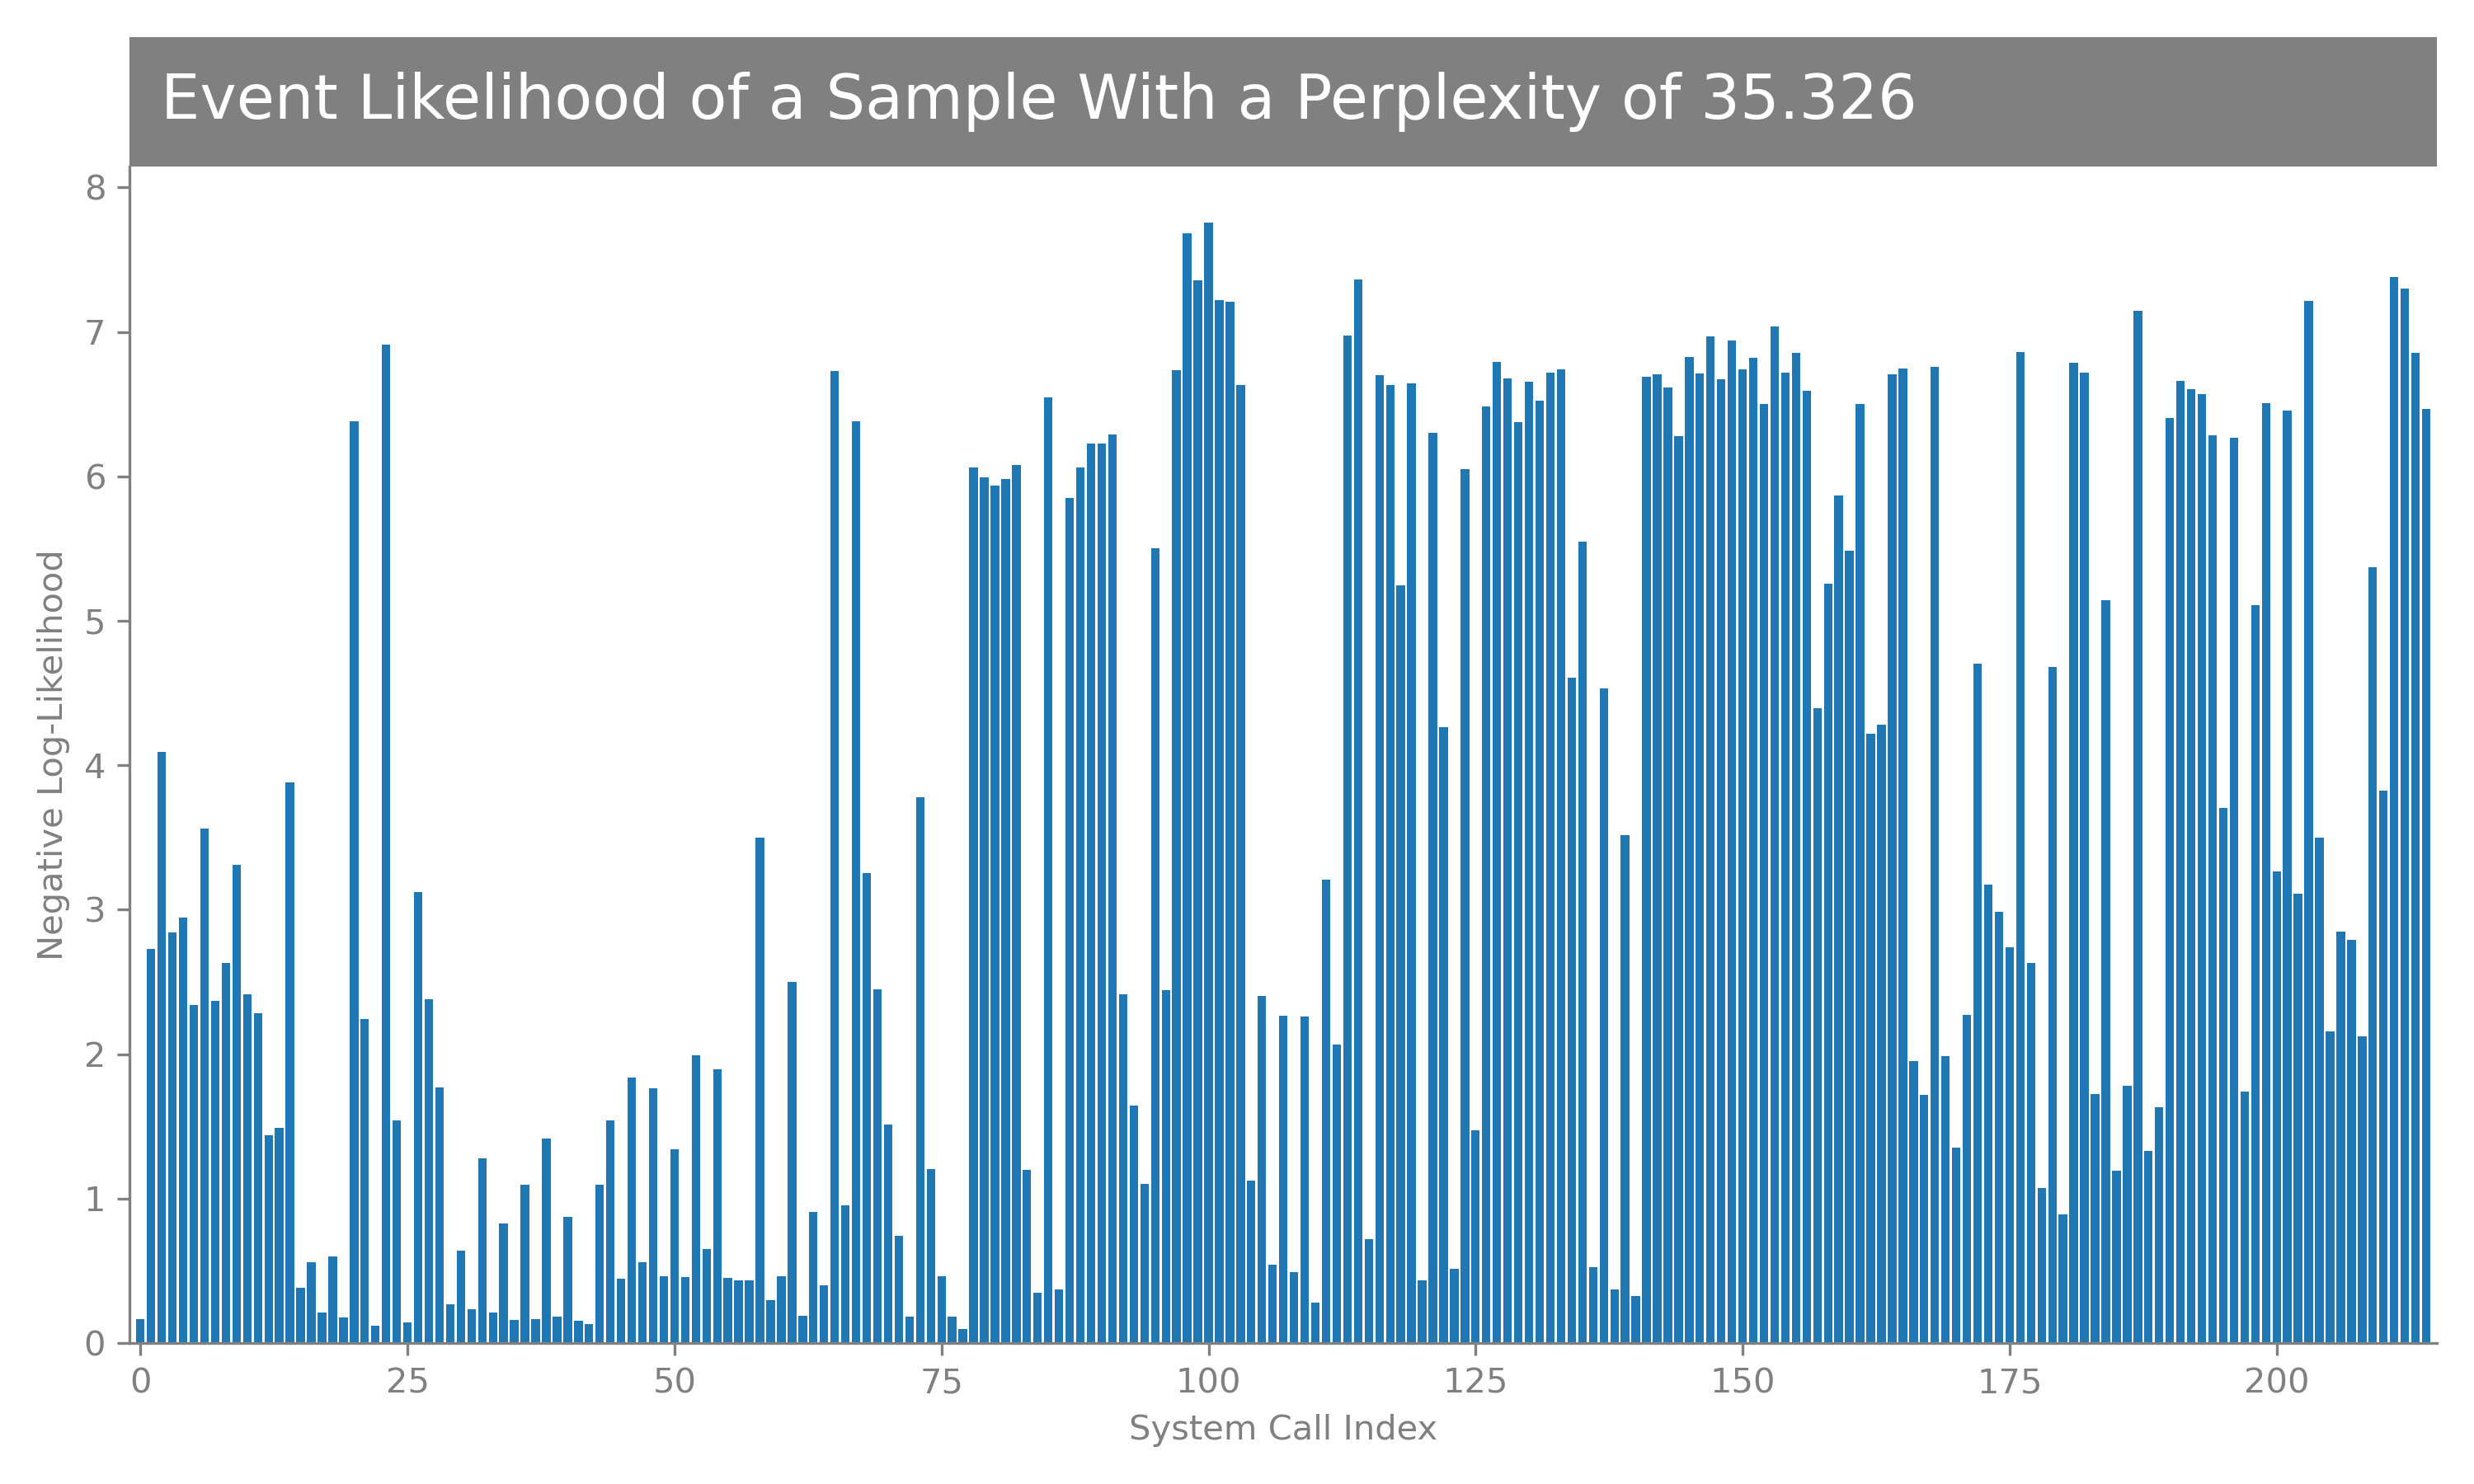 Event Likelihood of a Sample With a Perplexity of 35.326
8
7
6
5
4
3
2
1
0
Negative Log-Likelihood
0 25 50 75 100 125 150 175 200
System Call Index